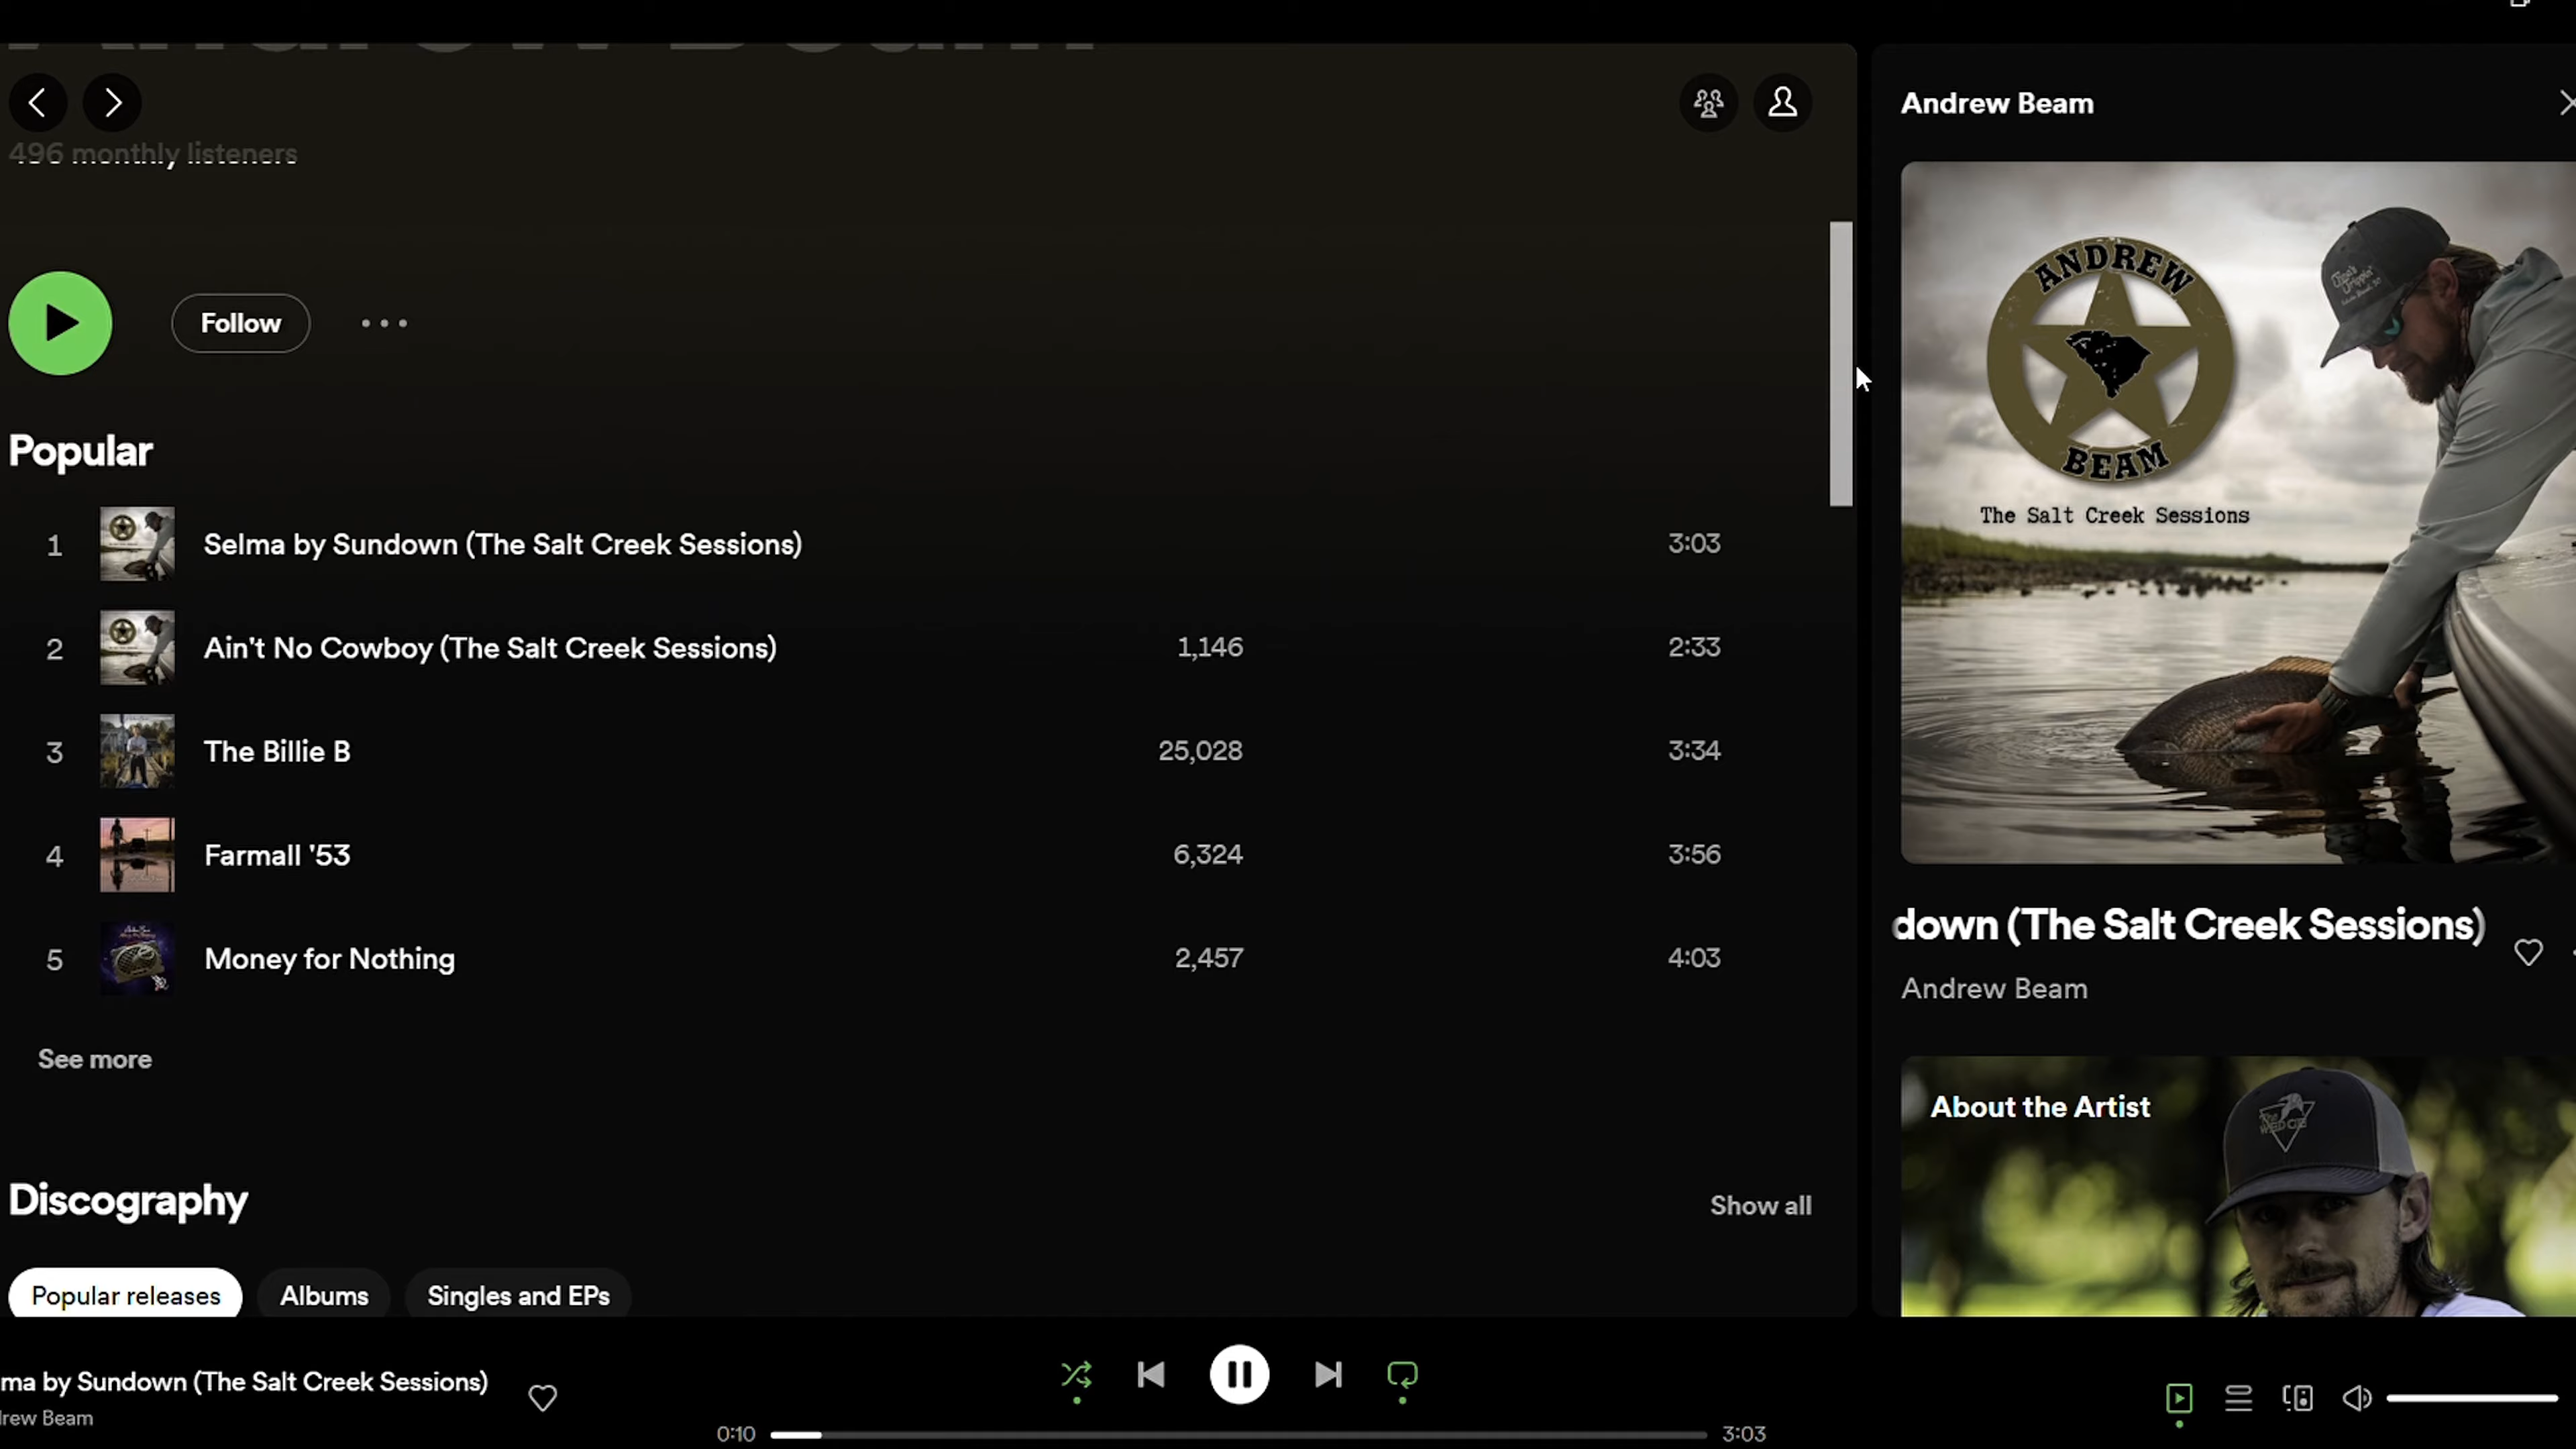 496 monthly listeners
Follow
Popular
1 Selma by Sundown (The Salt Creek Sessions) 3:03
2 Ain't No Cowboy (The Salt Creek Sessions) 1,146 2:33
3 The Billie B 25,028 3:34
4 Farmall '53 6,324 3:56
5 Money for Nothing 2,457 4:03
See more
Discography
Show all
Popular releases Albums Singles and EPs
Andrew Beam
ANDREW
BEAM
The Salt Creek Sessions
down (The Salt Creek Sessions)
Andrew Beam
About the Artist
ma by Sundown (The Salt Creek Sessions)
rew Beam
0:10 3:03